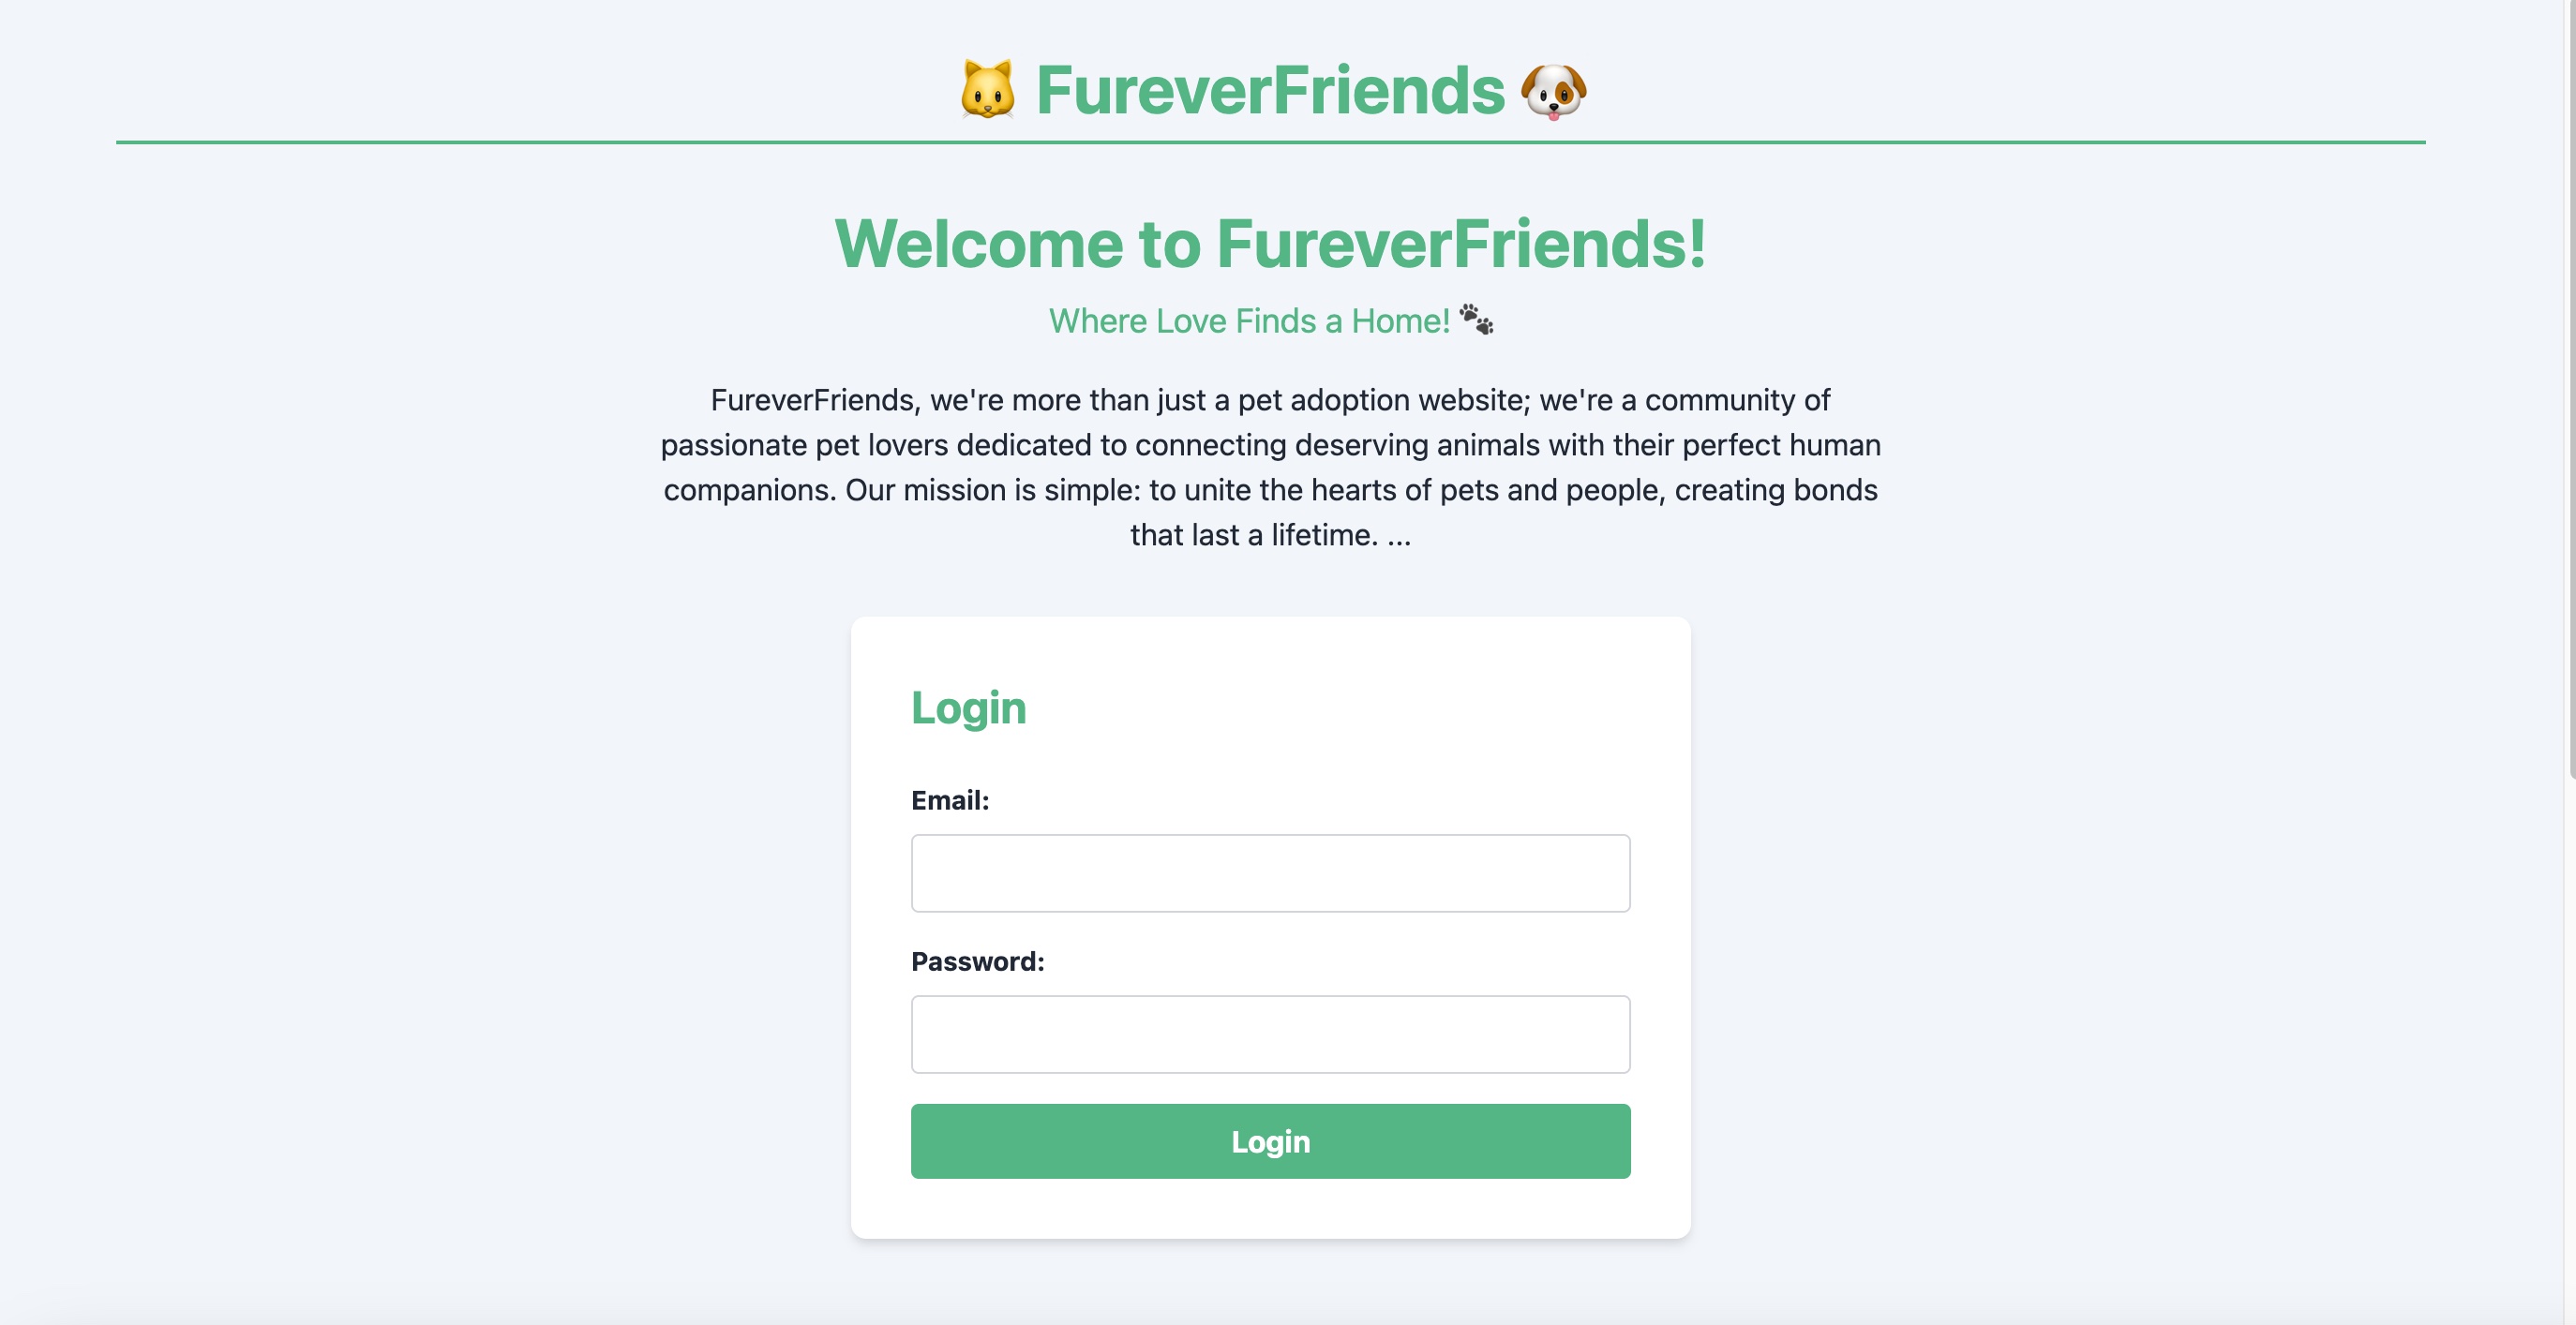 🐱 FureverFriends 🐶
Welcome to FureverFriends!
Where Love Finds a Home! 🐾
FureverFriends, we're more than just a pet adoption website; we're a community of
passionate pet lovers dedicated to connecting deserving animals with their perfect human
companions. Our mission is simple: to unite the hearts of pets and people, creating bonds
that last a lifetime. ...
Login
Email:
Password:
Login